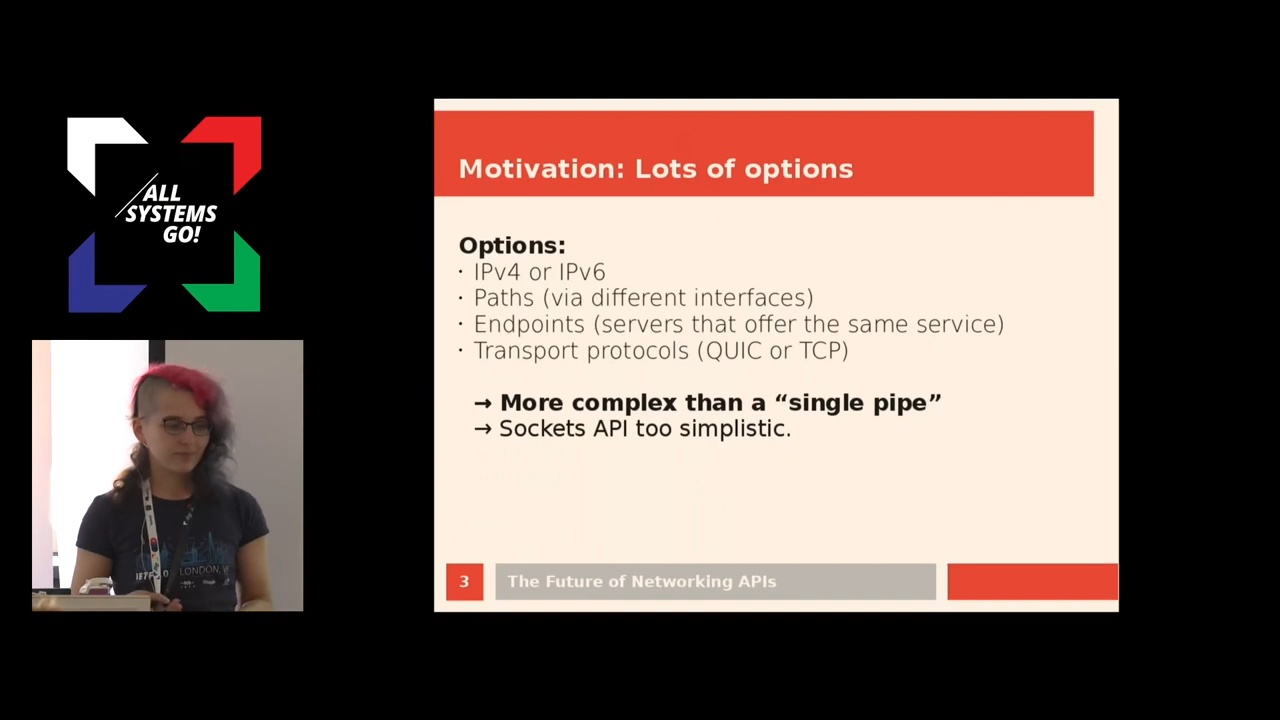 /ALL
SYSTEMS
GO!
Motivation: Lots of options
Options:
· IPv4 or IPv6
· Paths (via different interfaces)
· Endpoints (servers that offer the same service)
· Transport protocols (QUIC or TCP)
→ More complex than a “single pipe”
→ Sockets API too simplistic.
3
The Future of Networking APIs
LONDON,